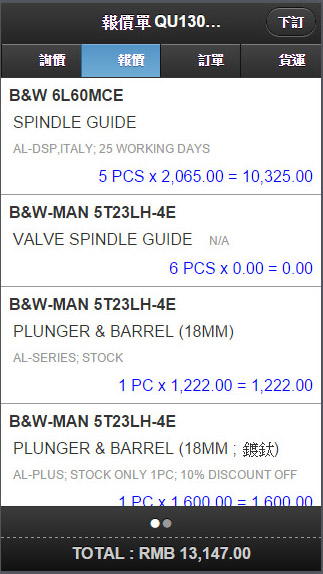 報價單 QU130...
下訂
詢價 報價 訂單 貨運
B&W 6L60MCE
SPINDLE GUIDE
AL-DSP,ITALY; 25 WORKING DAYS
5 PCS x 2,065.00 = 10,325.00
B&W-MAN 5T23LH-4E
VALVE SPINDLE GUIDE N/A
6 PCS x 0.00 = 0.00
B&W-MAN 5T23LH-4E
PLUNGER & BARREL (18MM)
AL-SERIES; STOCK
1 PC x 1,222.00 = 1,222.00
B&W-MAN 5T23LH-4E
PLUNGER & BARREL (18MM ; 鍍鈦)
AL-PLUS; STOCK ONLY 1PC; 10% DISCOUNT OFF
1 PC x 1,600.00 = 1,600.00
TOTAL : RMB 13,147.00